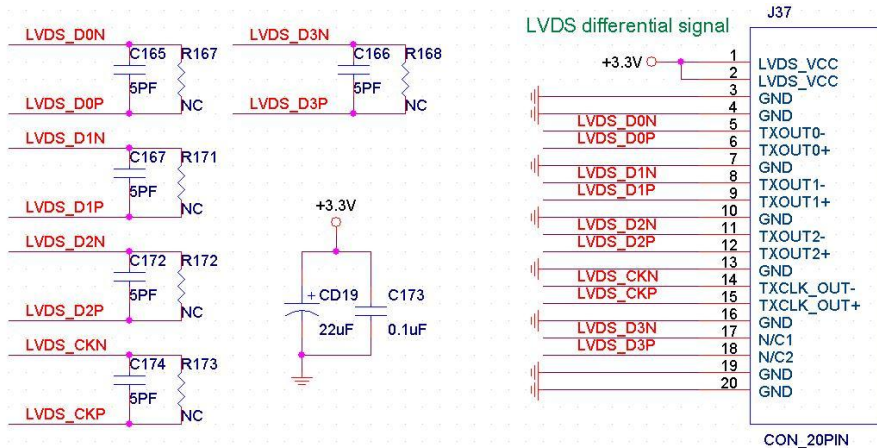 LVDS_D0N
C165
R167
5PF
LVDS_D0P
NC
LVDS_D3N
C166
R168
5PF
LVDS_D3P
NC
LVDS_D1N
C167
R171
5PF
LVDS_D1P
NC
LVDS_D2N
C172
R172
5PF
LVDS_D2P
NC
LVDS_CKN
C174
R173
5PF
LVDS_CKP
NC
+3.3V
+
CD19
22uF
C173
0.1uF
LVDS differential signal
J37
+3.3V
1 LVDS_VCC
2 LVDS_VCC
3 GND
4 GND
LVDS_D0N 5 TXOUT0-
LVDS_D0P 6 TXOUT0+
7 GND
LVDS_D1N 8 TXOUT1-
LVDS_D1P 9 TXOUT1+
10 GND
LVDS_D2N 11 TXOUT2-
LVDS_D2P 12 TXOUT2+
13 GND
LVDS_CKN 14 TXCLK_OUT-
LVDS_CKP 15 TXCLK_OUT+
16 GND
LVDS_D3N 17 N/C1
LVDS_D3P 18 N/C2
19 GND
20 GND
CON_20PIN